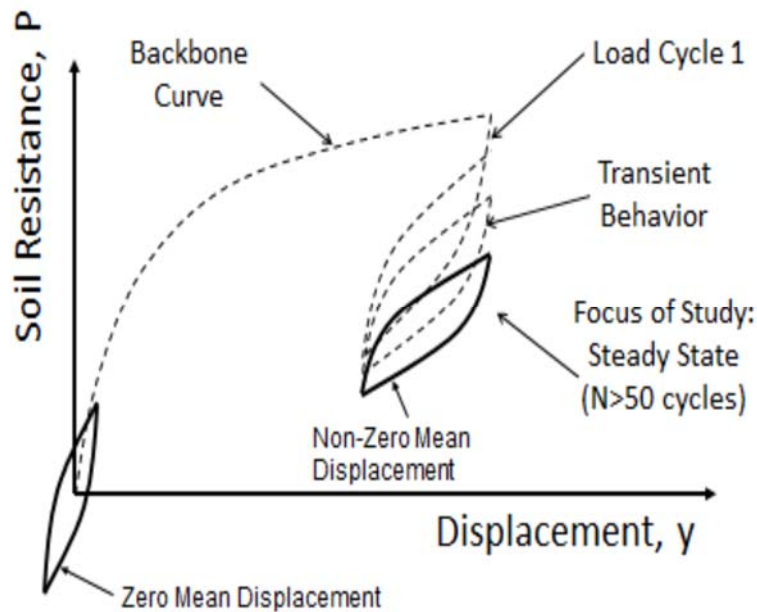 Soil Resistance, P
Backbone
Curve
Load Cycle 1
Transient
Behavior
Focus of Study:
Steady State
(N>50 cycles)
Non-Zero Mean
Displacement
Displacement, y
Zero Mean Displacement